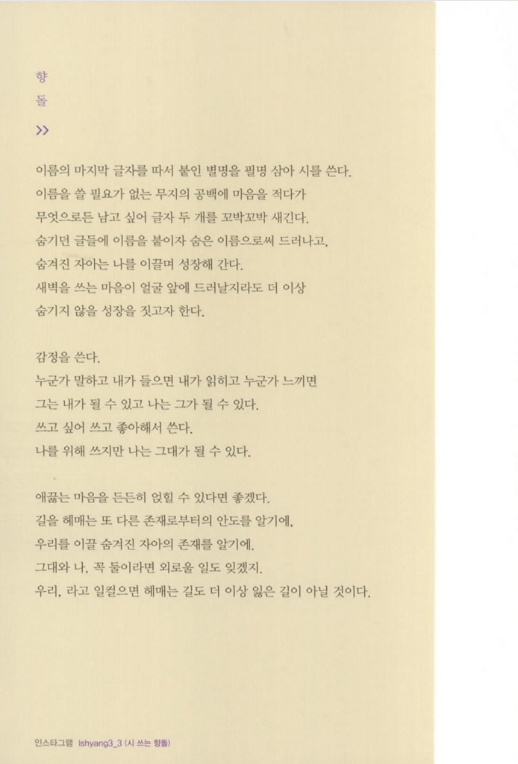 향
돌
>>
이름의 마지막 글자를 따서 붙인 별명을 필명 삼아 시를 쓴다.
이름을 쓸 필요가 없는 무지의 공백에 마음을 적다가
무엇으로든 남고 싶어 글자 두 개를 꼬박꼬박 새긴다.
숨기던 글들에 이름을 붙이자 숨은 이름으로써 드러나고,
숨겨진 자아는 나를 이끌며 성장해 간다.
새벽을 쓰는 마음이 얼굴 앞에 드러날지라도 더 이상
숨기지 않을 성장을 짓고자 한다.
감정을 쓴다.
누군가 말하고 내가 들으면 내가 읽히고 누군가 느끼면
그는 내가 될 수 있고 나는 그가 될 수 있다.
쓰고 싶어 쓰고 좋아해서 쓴다.
나를 위해 쓰지만 나는 그대가 될 수 있다.
애끓는 마음을 든든히 얹힐 수 있다면 좋겠다.
길을 헤매는 또 다른 존재로부터의 안도를 알기에,
우리를 이끌 숨겨진 자아의 존재를 알기에.
그대와 나, 꼭 둘이라면 외로울 일도 잊겠지.
우리, 라고 일컬으면 헤매는 길도 더 이상 잃은 길이 아닐 것이다.
인스타그램 lshyang3_3 (시 쓰는 향돌)